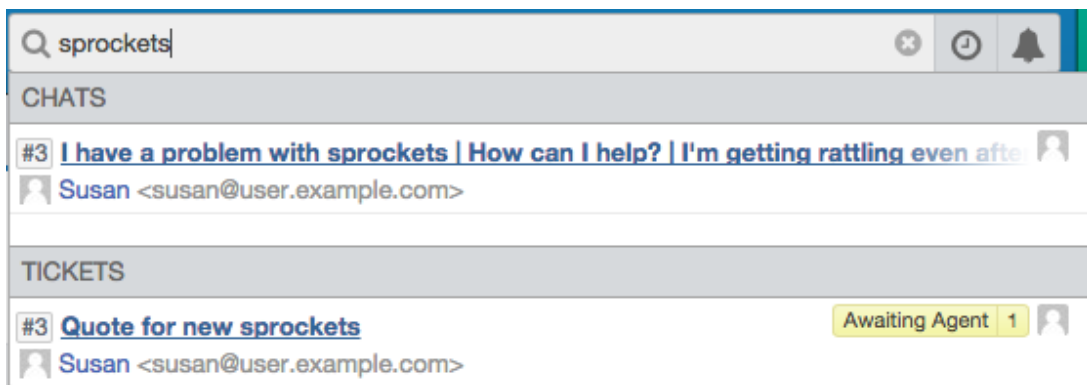 sprockets
CHATS
#3 I have a problem with sprockets | How can I help? | I'm getting rattling even after
Susan <susan@user.example.com>
TICKETS
#3 Quote for new sprockets Awaiting Agent 1
Susan <susan@user.example.com>